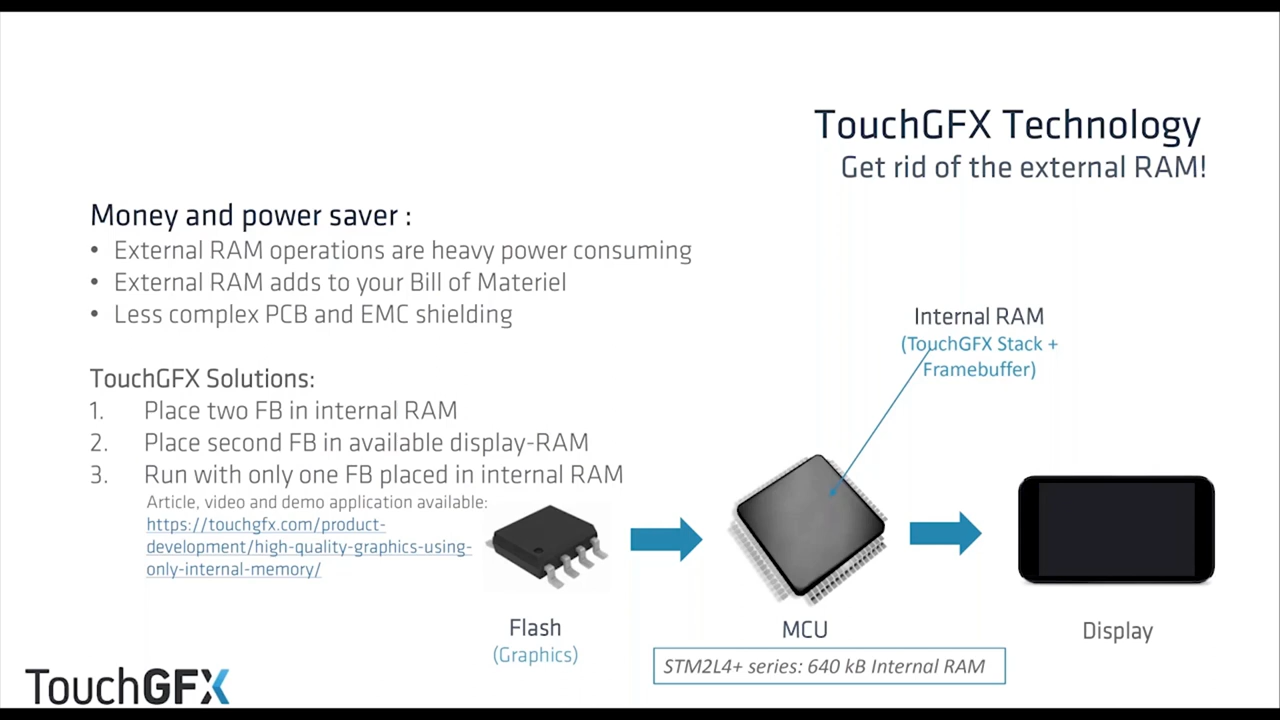 TouchGFX Technology
Get rid of the external RAM!
Money and power saver :
• External RAM operations are heavy power consuming
• External RAM adds to your Bill of Materiel
• Less complex PCB and EMC shielding
TouchGFX Solutions:
1. Place two FB in internal RAM
2. Place second FB in available display-RAM
3. Run with only one FB placed in internal RAM
Article, video and demo application available:
https://touchgfx.com/product-
development/high-quality-graphics-using-
only-internal-memory/
Internal RAM
(TouchGFX Stack +
Framebuffer)
Flash
(Graphics)
MCU
STM2L4+ series: 640 kB Internal RAM
Display
TouchGFX